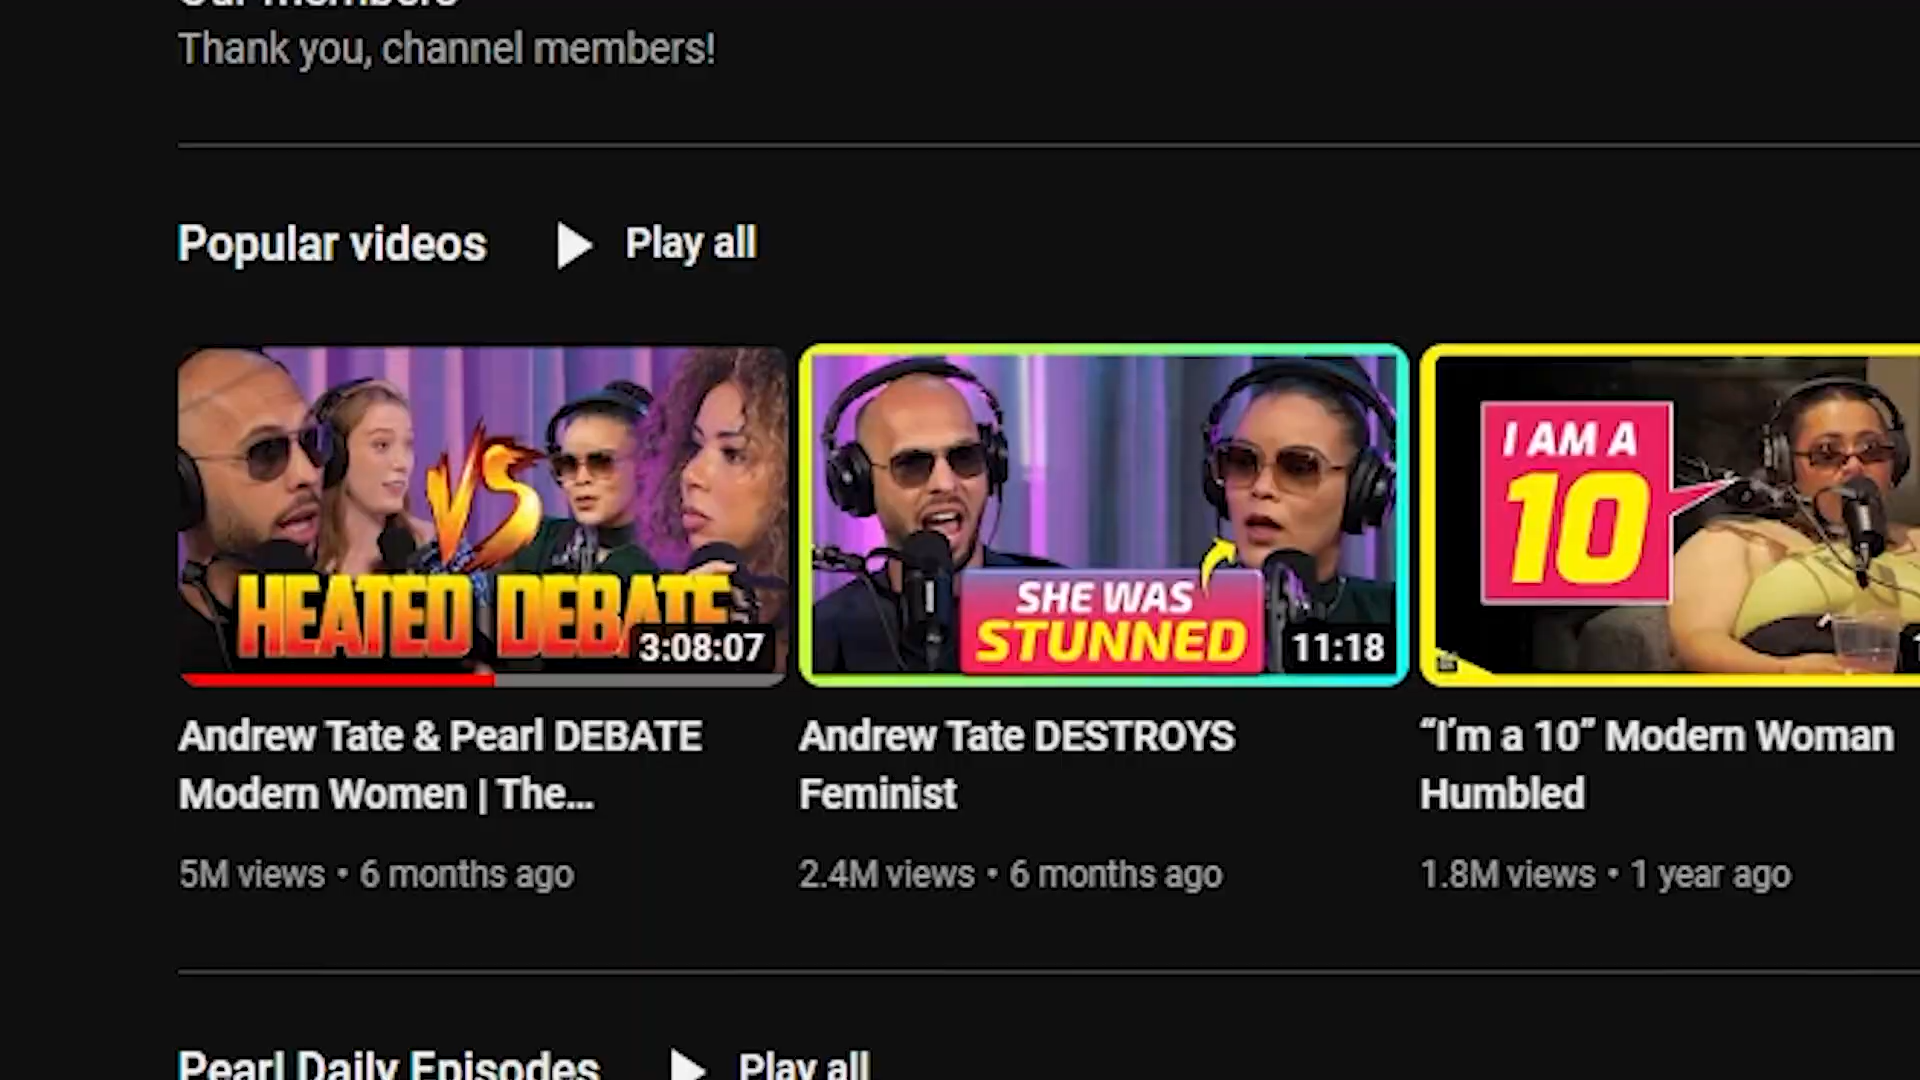 Our members
Thank you, channel members!
Popular videos
Play all
VS
HEATED DEBATE
3:08:07
SHE WAS
STUNNED
11:18
I AM A
10
Andrew Tate & Pearl DEBATE
Modern Women | The...
5M views • 6 months ago
Andrew Tate DESTROYS
Feminist
2.4M views • 6 months ago
“I'm a 10” Modern Woman
Humbled
1.8M views • 1 year ago
Pearl Daily Episodes
Play all